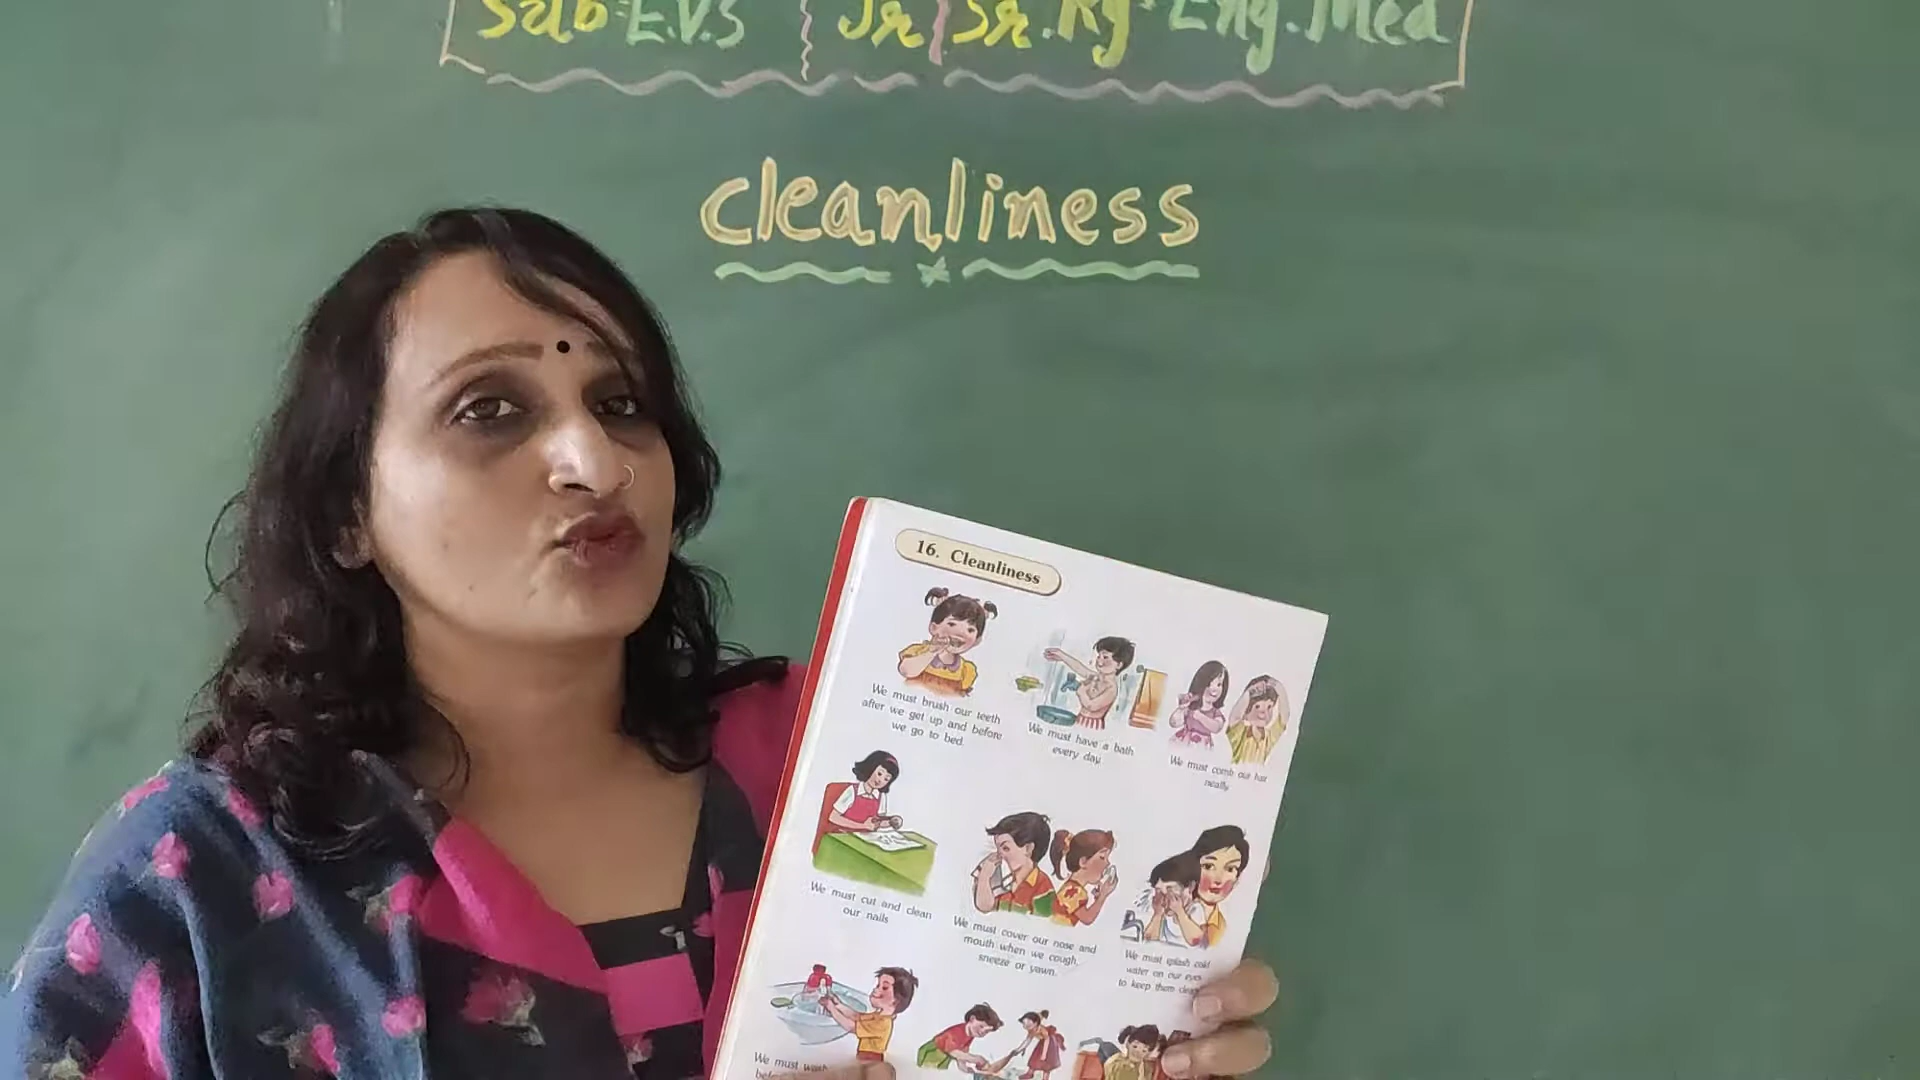 Sub: E.V.S | Jr | Sr. Kg. Eng. Med
cleanliness
16. Cleanliness
We must brush our teeth
after we get up and before
we go to bed.
We must have a bath
every day.
We must comb our hair
neatly.
We must cut and clean
our nails
We must cover our nose and
mouth when we cough,
sneeze or yawn.
We must splash cold
water on our eyes
to keep them clean
We must wash